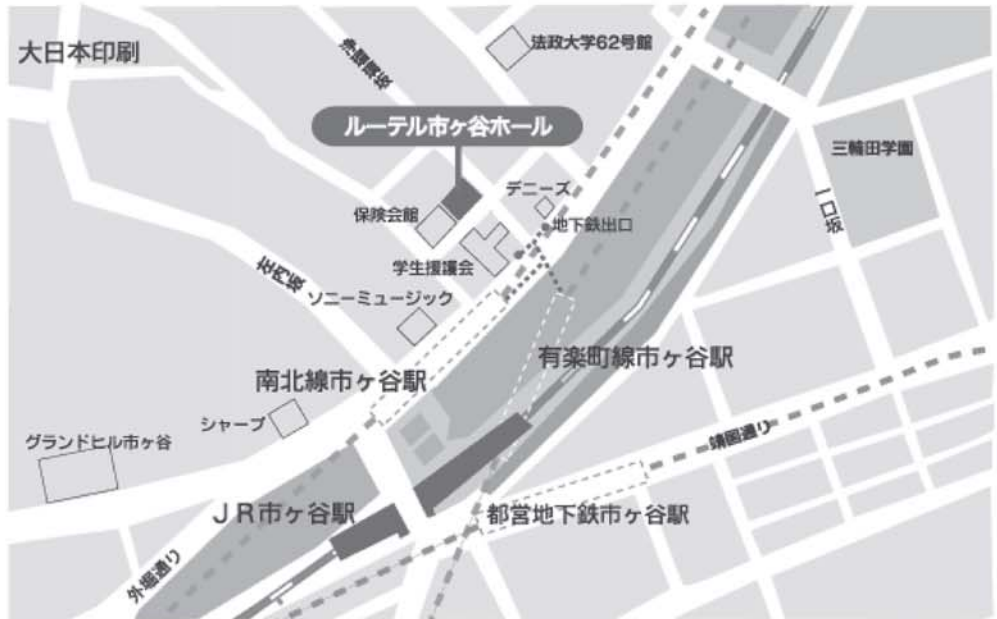 大日本印刷
浄瑠璃坂
法政大学62号館
ルーテル市ヶ谷ホール
三輪田学園
デニーズ
保険会館
地下鉄出口
一口坂
学生援護会
左内坂
ソニーミュージック
有楽町線市ヶ谷駅
南北線市ヶ谷駅
シャープ
靖国通り
グランドヒル市ヶ谷
JR市ヶ谷駅
都営地下鉄市ヶ谷駅
外堀通り